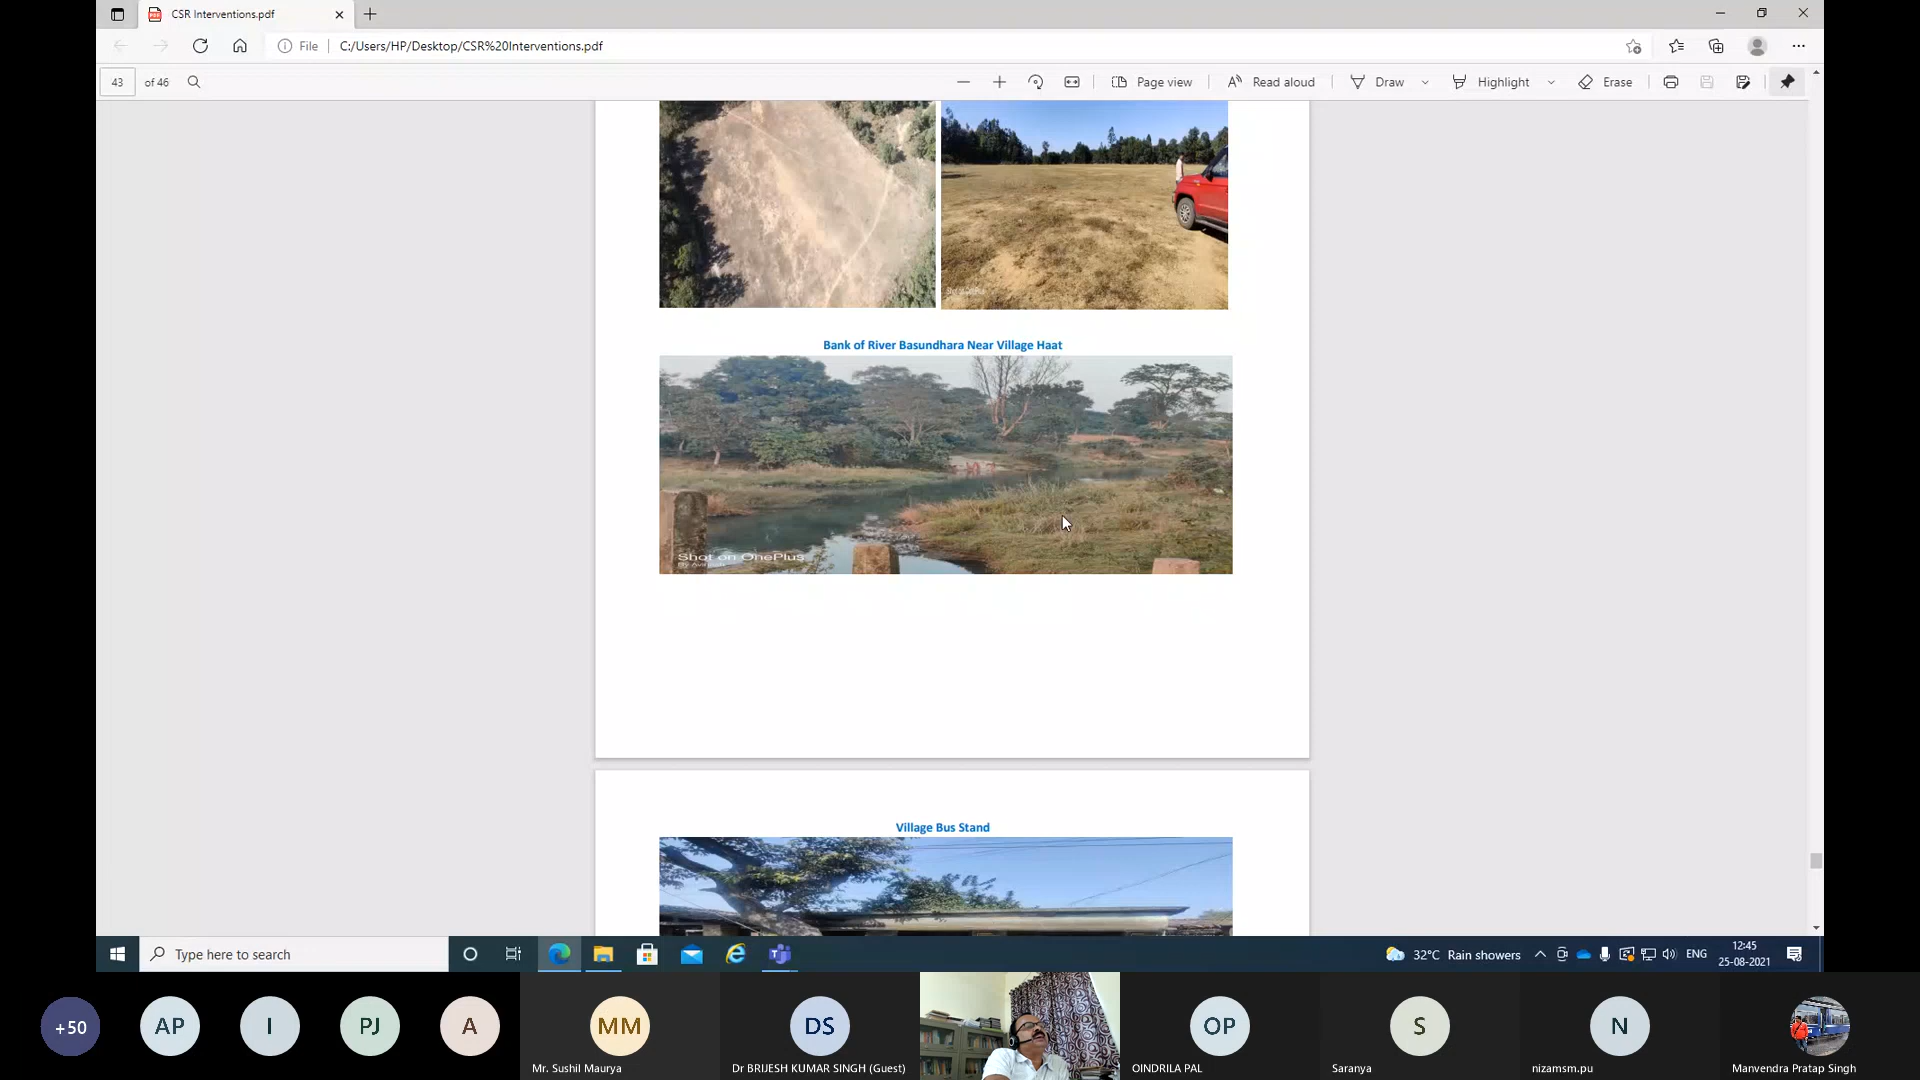 CSR Interventions.pdf
File
C:/Users/HP/Desktop/CSR%20Interventions.pdf
43 of 46
Page view
Read aloud
Draw
Highlight
Erase
Bank of River Basundhara Near Village Haat
Shot on OnePlus
Village Bus Stand
Type here to search
32°C Rain showers
ENG
12:45
25-08-2021
+50
AP
I
PJ
A
MM
DS
OP
S
N
Mr. Sushil Maurya
Dr BRIJESH KUMAR SINGH (Guest)
OINDRILA PAL
Saranya
nizamsm.pu
Manvendra Pratap Singh